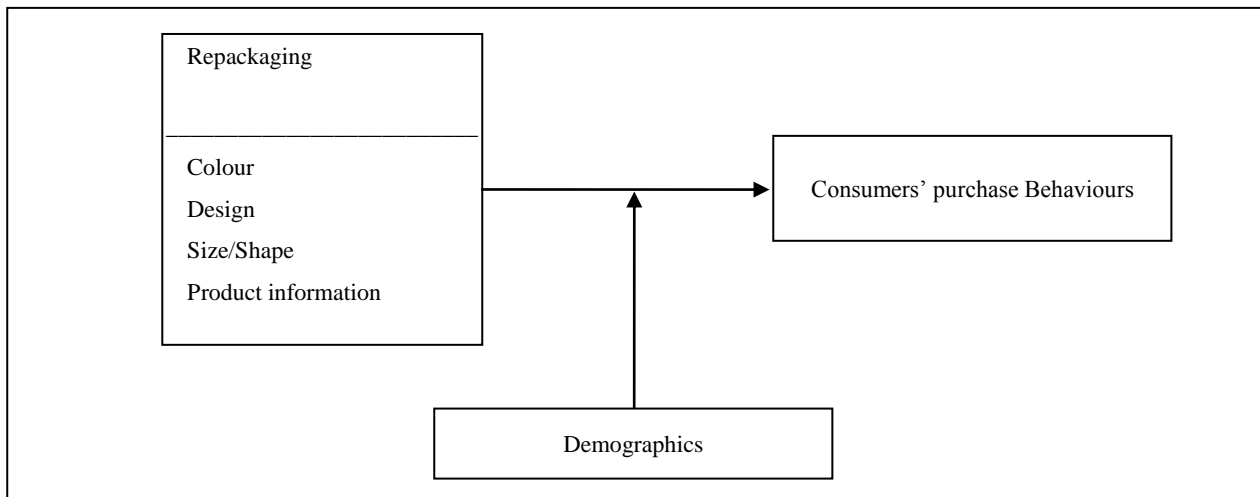 Repackaging
Colour
Design
Size/Shape
Product information
Consumers’ purchase Behaviours
Demographics